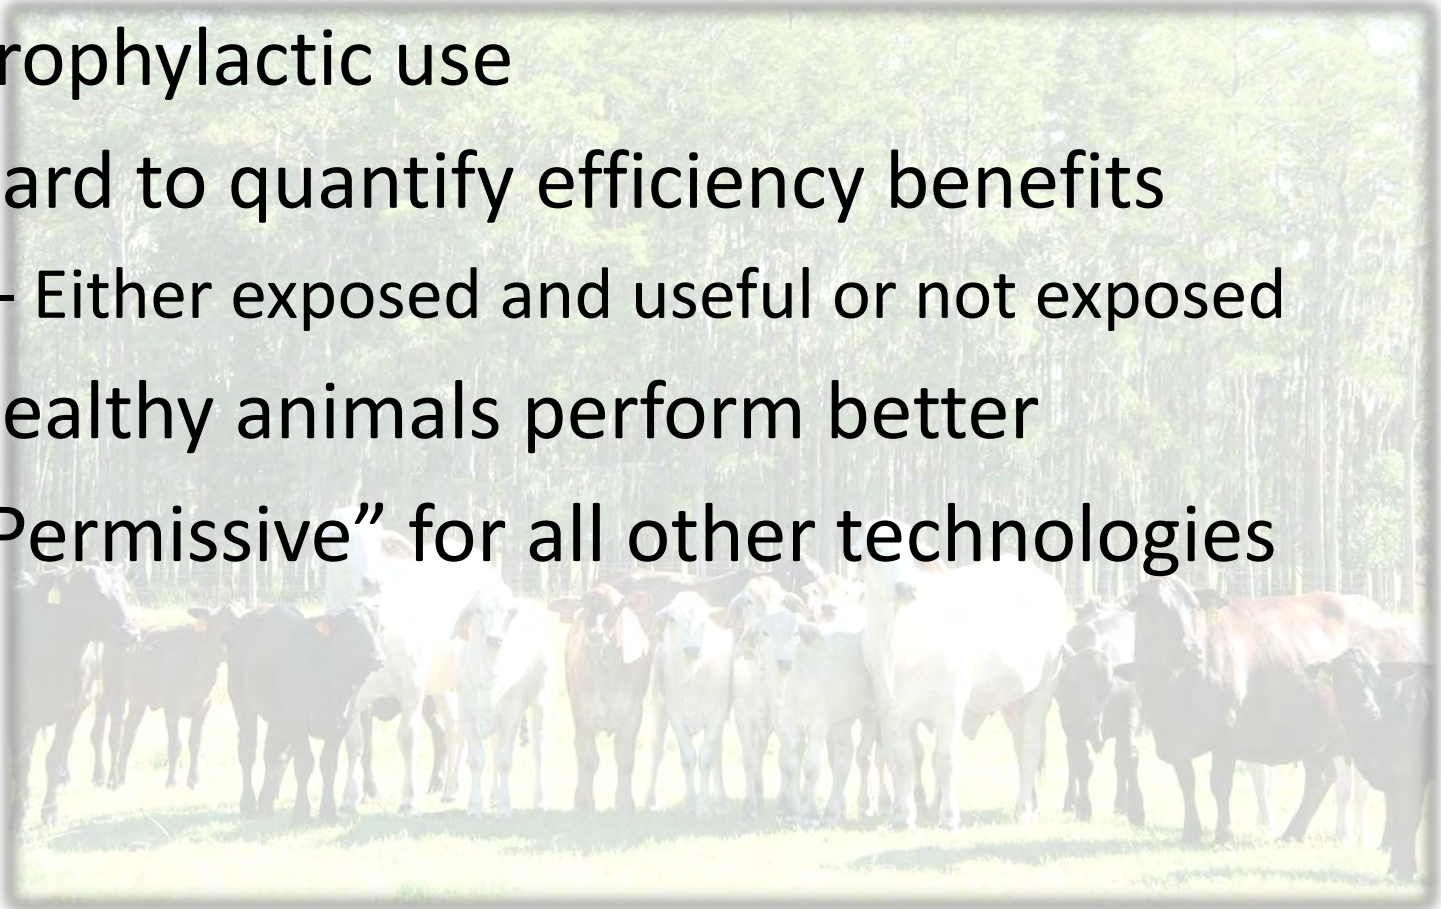 rophylactic use
ard to quantify efficiency benefits
- Either exposed and useful or not exposed
ealthy animals perform better
Permissive” for all other technologies